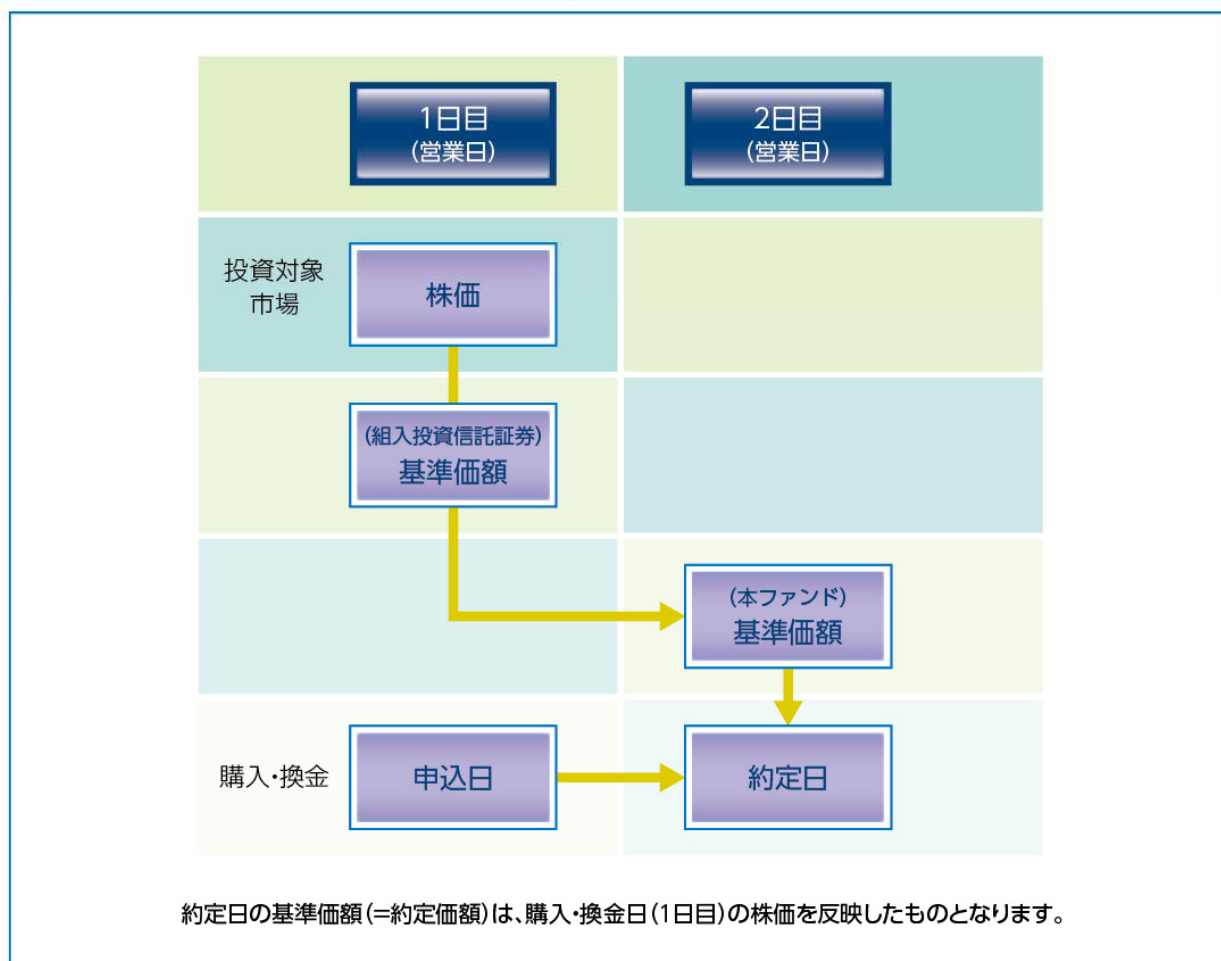 1日目
(営業日)
2日目
(営業日)
投資対象
市場
株価
(組入投資信託証券)
基準価額
(本ファンド)
基準価額
購入・換金
申込日
約定日
約定日の基準価額(=約定価額)は、購入・換金日(1日目)の株価を反映したものとなります。